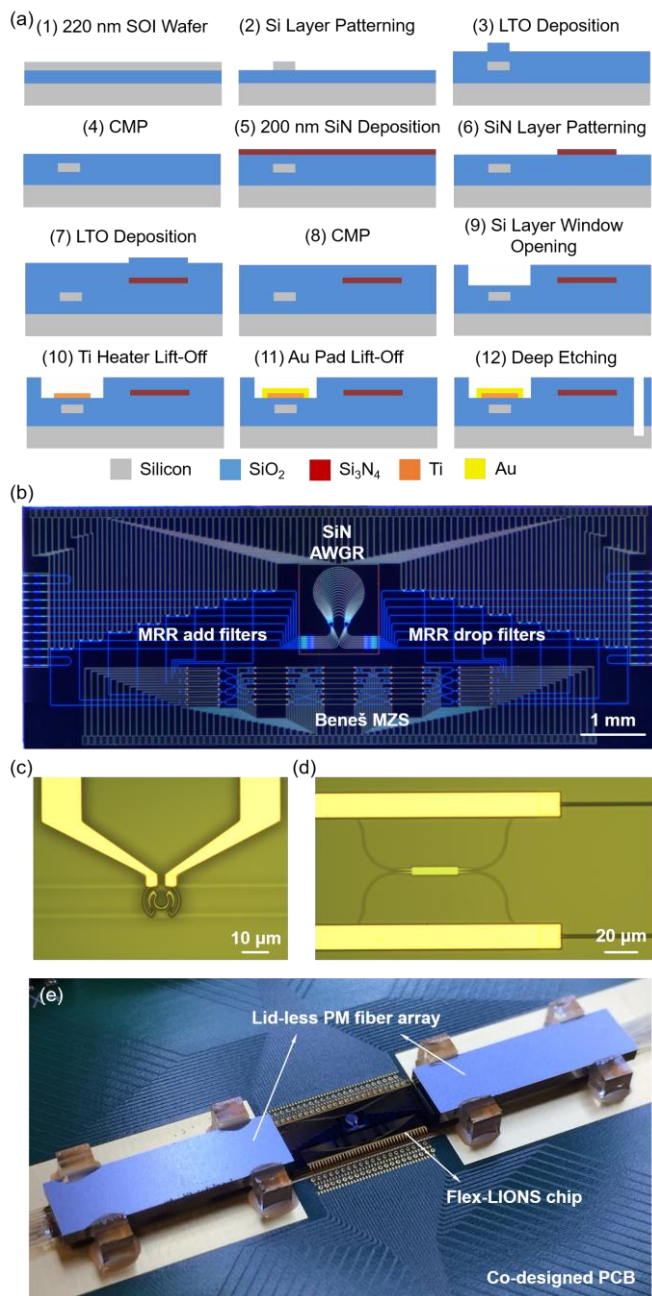 (a)
(1) 220 nm SOI Wafer
(2) Si Layer Patterning
(3) LTO Deposition
(4) CMP
(5) 200 nm SiN Deposition
(6) SiN Layer Patterning
(7) LTO Deposition
(8) CMP
(9) Si Layer Window
Opening
(10) Ti Heater Lift-Off
(11) Au Pad Lift-Off
(12) Deep Etching
Silicon
SiO₂
Si₃N₄
Ti
Au
(b)
SiN
AWGR
MRR add filters
MRR drop filters
Beneš MZS
1 mm
(c)
10 µm
(d)
20 µm
(e)
Lid-less PM fiber array
Flex-LIONS chip
Co-designed PCB